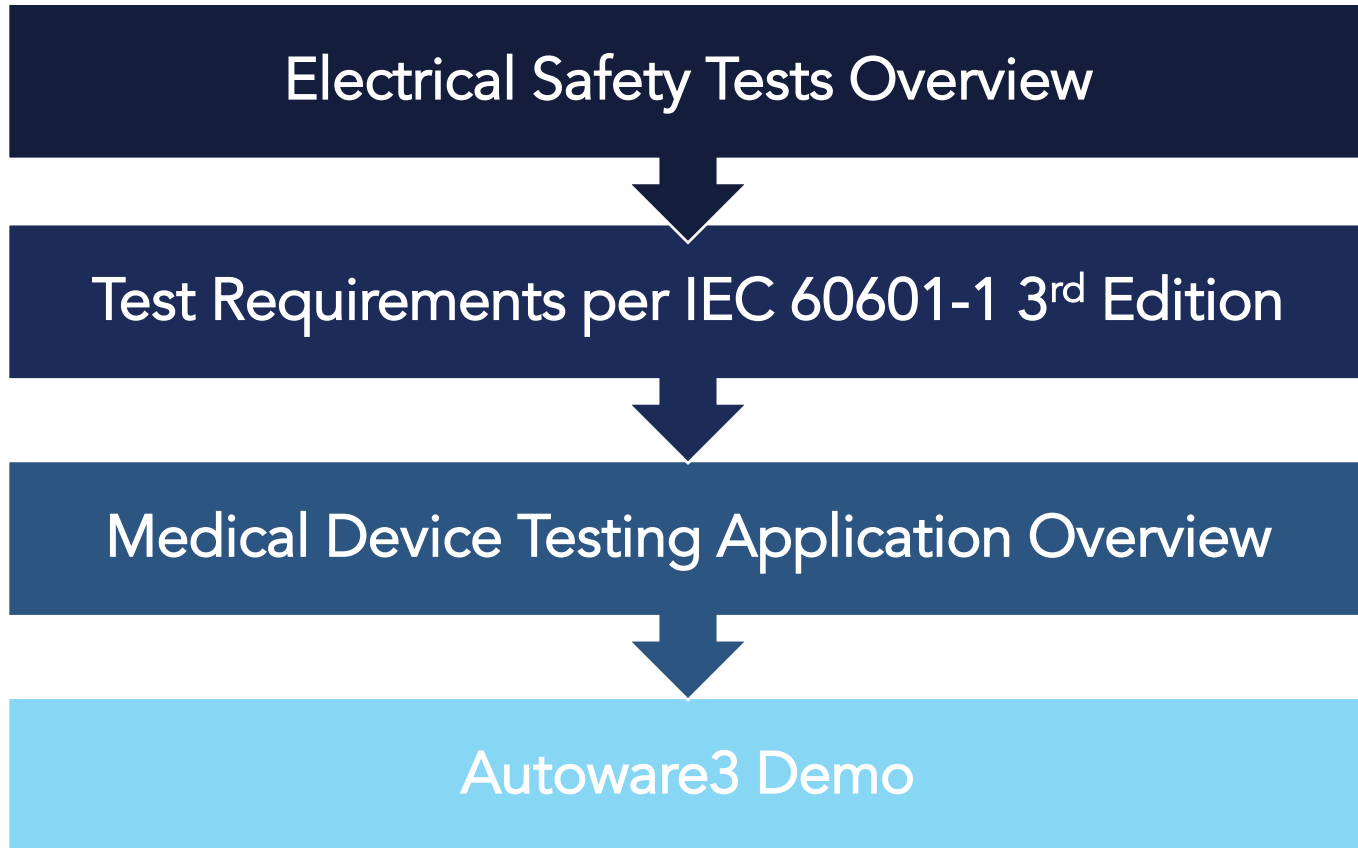 Electrical Safety Tests Overview
Test Requirements per IEC 60601-1 3rd Edition
Medical Device Testing Application Overview
Autoware3 Demo